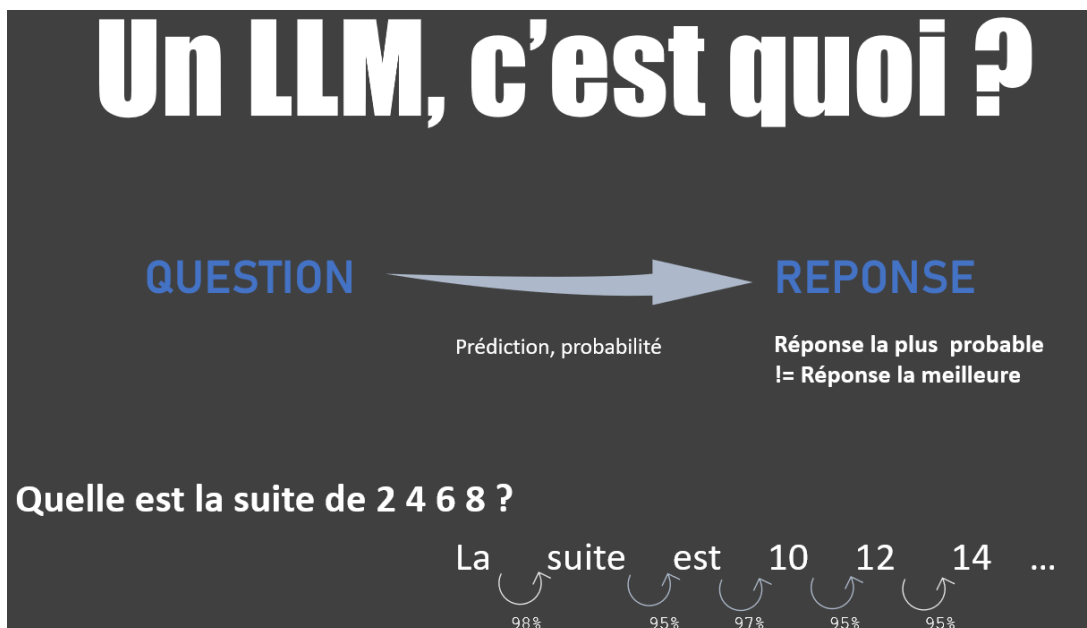 Un LLM, c’est quoi ?
QUESTION
REPONSE
Prédiction, probabilité
Réponse la plus probable
!= Réponse la meilleure
Quelle est la suite de 2 4 6 8 ?
La suite est 10 12 14 ...
98% 95% 97% 95% 95%